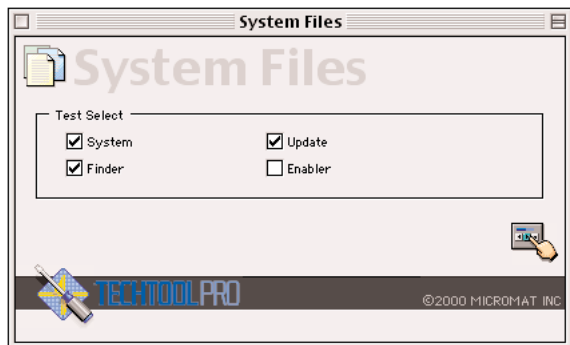 System Files
System Files
Test Select
System
Update
Finder
Enabler
TECHTOOL PRO
©2000 MICROMAT INC